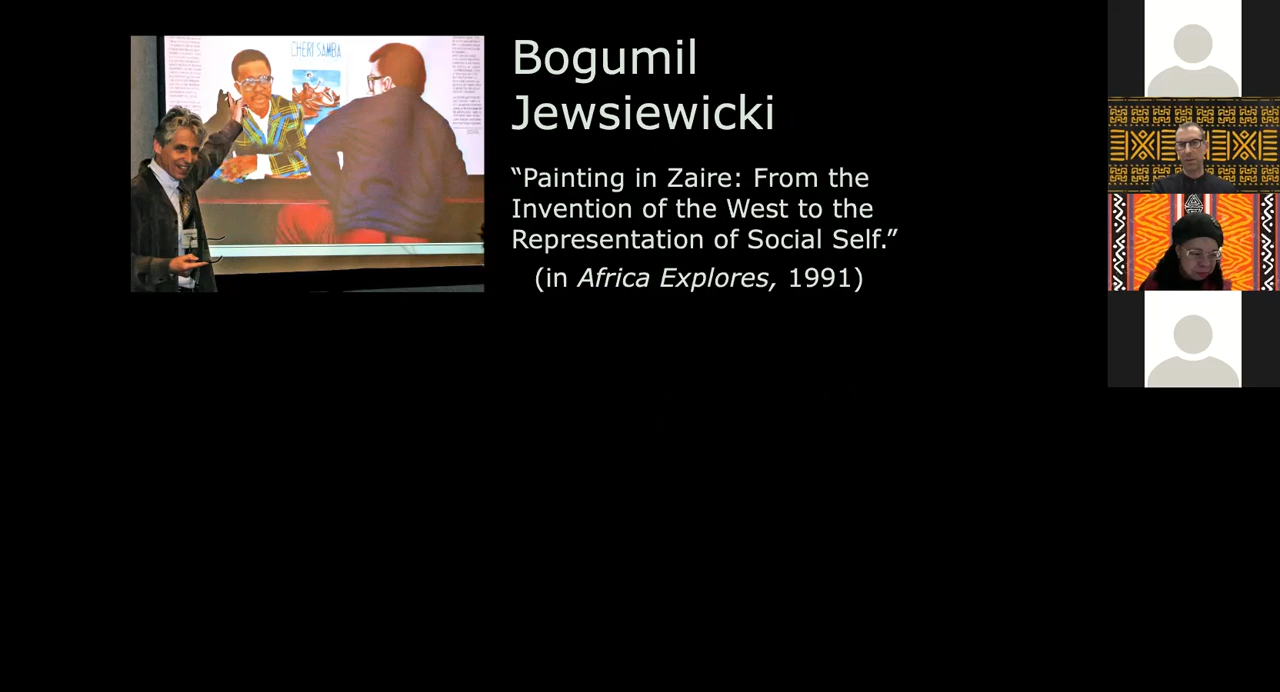 CHERI SAMBA
Bogumil
Jewsiewicki
“Painting in Zaire: From the
Invention of the West to the
Representation of Social Self.”
(in Africa Explores, 1991)